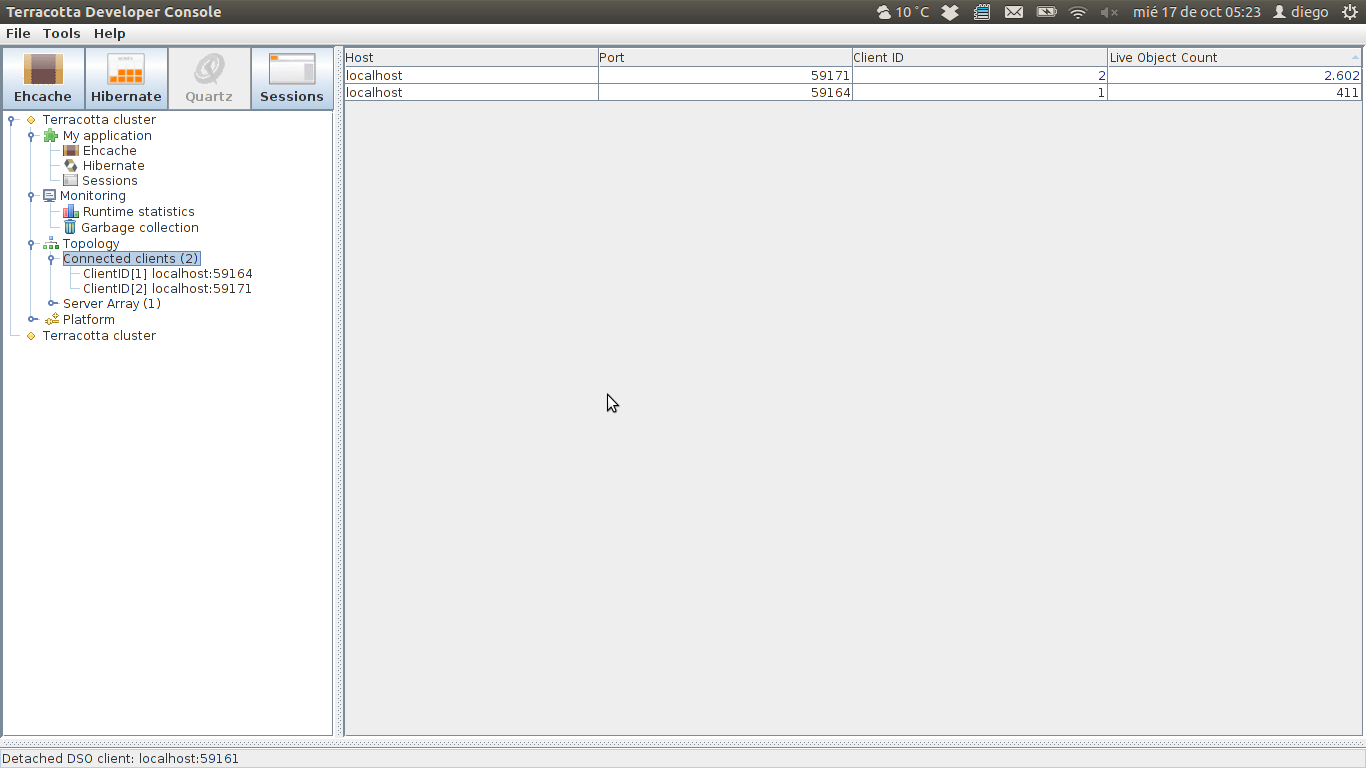 Terracotta Developer Console 10 °C mié 17 de oct 05:23 diego
File Tools Help
Ehcache Hibernate Quartz Sessions
Terracotta cluster
My application
Ehcache
Hibernate
Sessions
Monitoring
Runtime statistics
Garbage collection
Topology
Connected clients (2)
ClientID[1] localhost:59164
ClientID[2] localhost:59171
Server Array (1)
Platform
Terracotta cluster
Host Port Client ID Live Object Count
localhost 59171 2 2.602
localhost 59164 1 411
Detached DSO client: localhost:59161